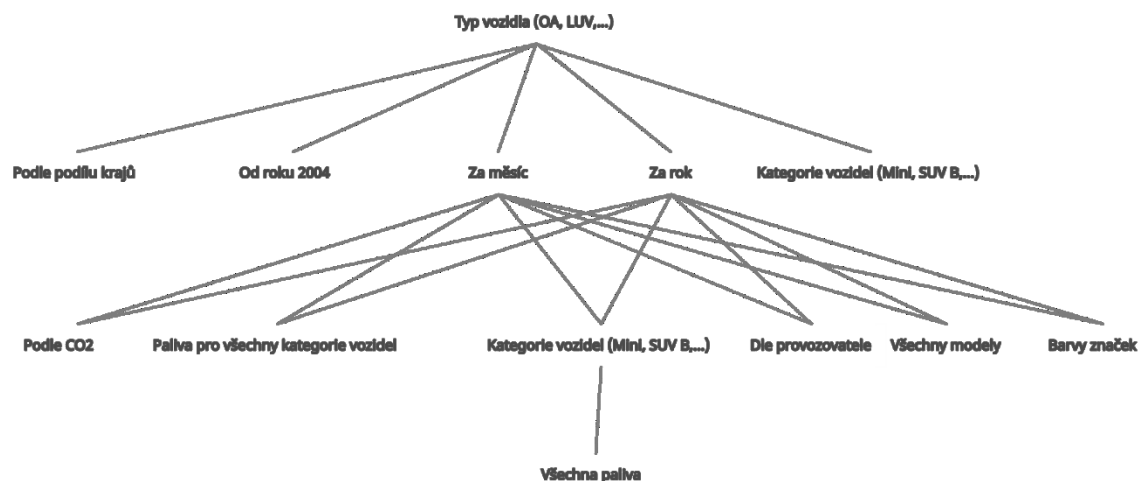 Typ vozidla (OA, LUV,...)
Podle podílu krajů
Od roku 2004
Za měsíc
Za rok
Kategorie vozidel (Mini, SUV B,...)
Podle CO2
Paliva pro všechny kategorie vozidel
Kategorie vozidel (Mini, SUV B,...)
Dle provozovatele
Všechny modely
Barvy značek
Všechna paliva